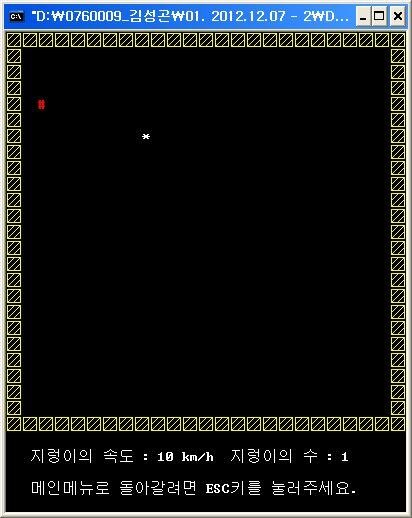 "D:₩0760009_김성곤₩01. 2012.12.07 - 2₩D...
8
*
지렁이의 속도 : 10 km/h 지렁이의 수 : 1
메인메뉴로 돌아갈려면 ESC키를 눌러주세요.